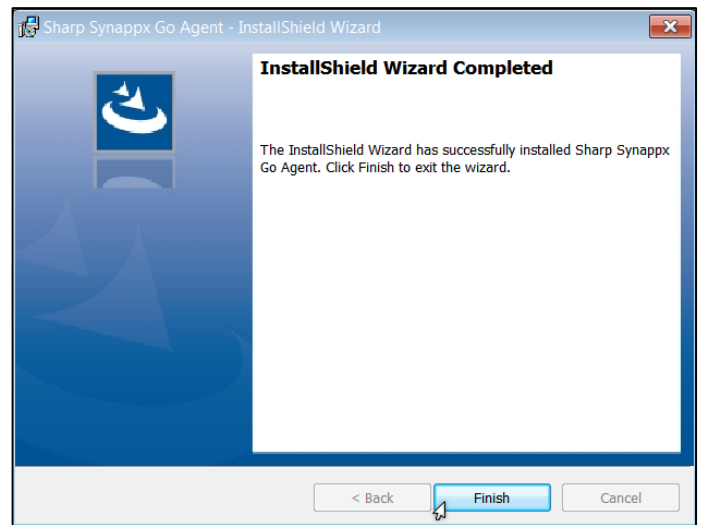 Sharp Synappx Go Agent - InstallShield Wizard
InstallShield Wizard Completed
The InstallShield Wizard has successfully installed Sharp Synappx
Go Agent. Click Finish to exit the wizard.
< Back Finish Cancel